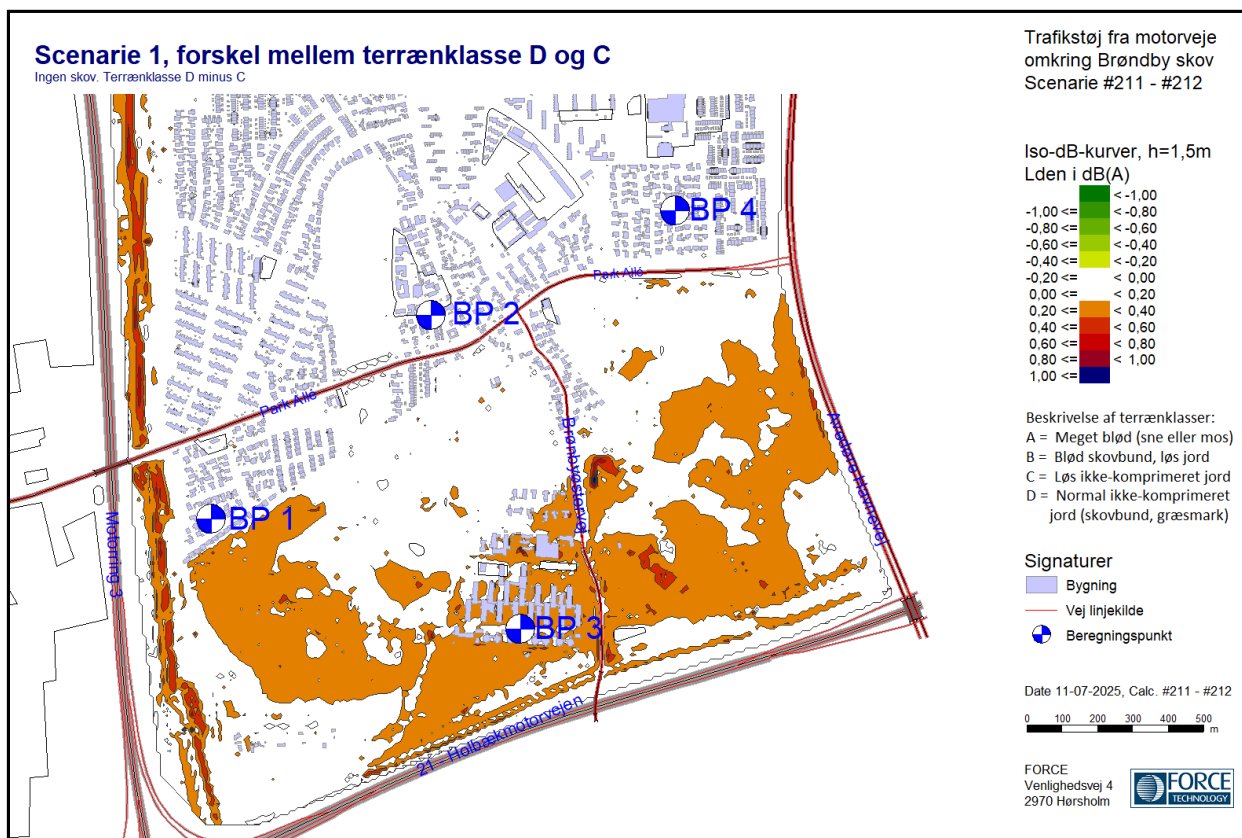 Scenarie 1, forskel mellem terrænklasse D og C
Ingen skov. Terrænklasse D minus C
BP 4
Park Allé
BP 2
Park Allé
Brøndbyøstervej
Avedøre Havnevej
BP 1
Motorring 3
BP 3
21 - Holbækmotorvejen
Trafikstøj fra motorveje
omkring Brøndby skov
Scenarie #211 - #212
Iso-dB-kurver, h=1,5m
Lden i dB(A)
< -1,00
-1,00 <= < -0,80
-0,80 <= < -0,60
-0,60 <= < -0,40
-0,40 <= < -0,20
-0,20 <= < 0,00
0,00 <= < 0,20
0,20 <= < 0,40
0,40 <= < 0,60
0,60 <= < 0,80
0,80 <= < 1,00
1,00 <=
Beskrivelse af terrænklasser:
A = Meget blød (sne eller mos)
B = Blød skovbund, løs jord
C = Løs ikke-komprimeret jord
D = Normal ikke-komprimeret
jord (skovbund, græsmark)
Signaturer
Bygning
Vej linjekilde
Beregningspunkt
Date 11-07-2025, Calc. #211 - #212
0 100 200 300 400 500
m
FORCE
Venlighedsvej 4
2970 Hørsholm
FORCE
TECHNOLOGY